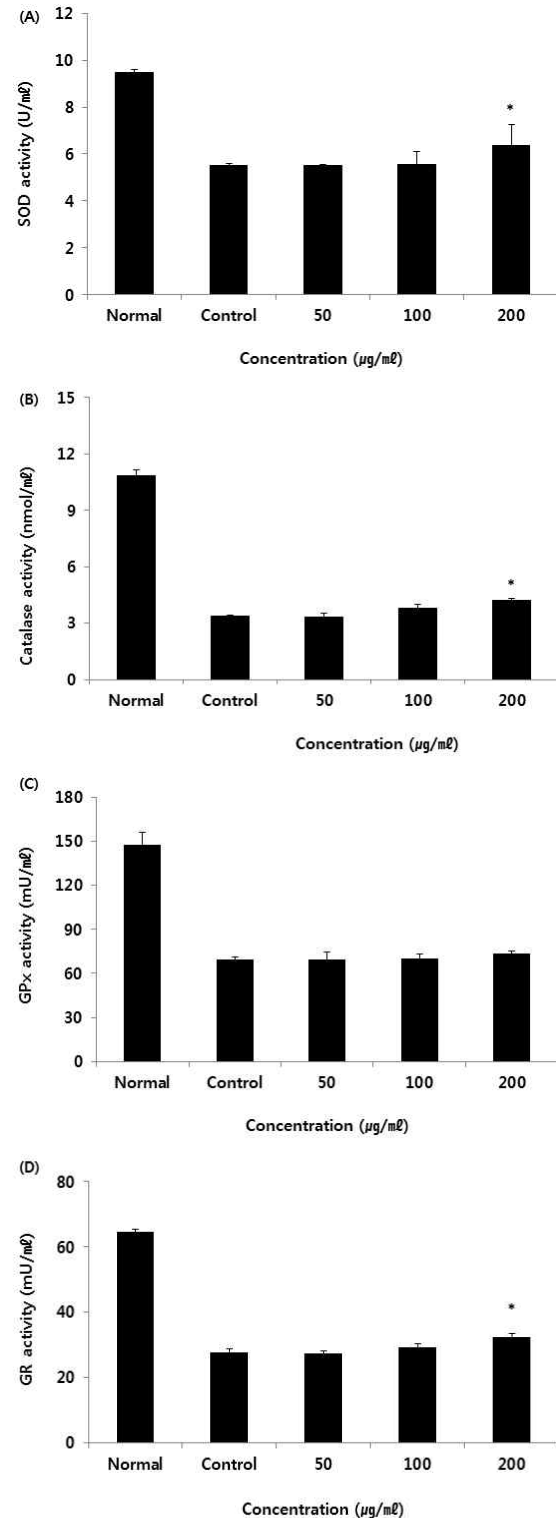 (A)
SOD activity (U/㎖)
12
10
8
6
4
2
0
*
Normal Control 50 100 200
Concentration (µg/㎖)
(B)
Catalase activity (nmol/㎖)
15
12
9
6
3
0
*
Normal Control 50 100 200
Concentration (µg/㎖)
(C)
GPx activity (mU/㎖)
180
150
120
90
60
30
0
Normal Control 50 100 200
Concentration (µg/㎖)
(D)
GR activity (mU/㎖)
80
60
40
20
0
*
Normal Control 50 100 200
Concentration (µg/㎖)